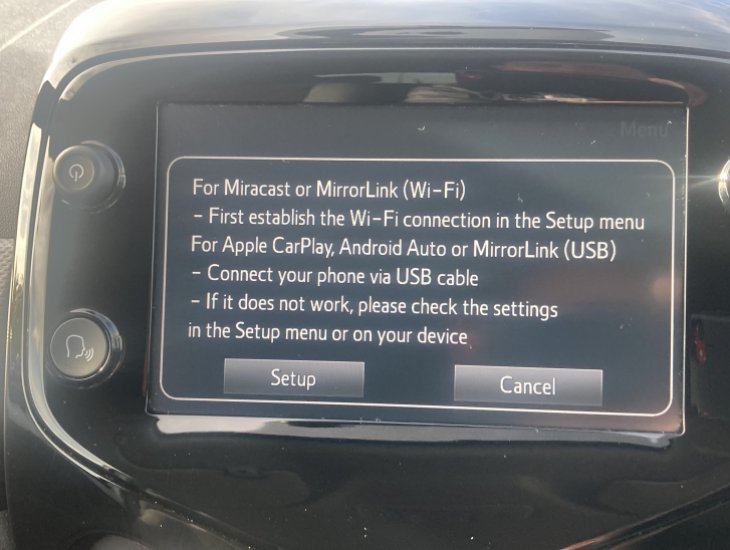 Menu
For Miracast or MirrorLink (Wi-Fi)
- First establish the Wi-Fi connection in the Setup menu
For Apple CarPlay, Android Auto or MirrorLink (USB)
- Connect your phone via USB cable
- If it does not work, please check the settings
in the Setup menu or on your device
Setup
Cancel